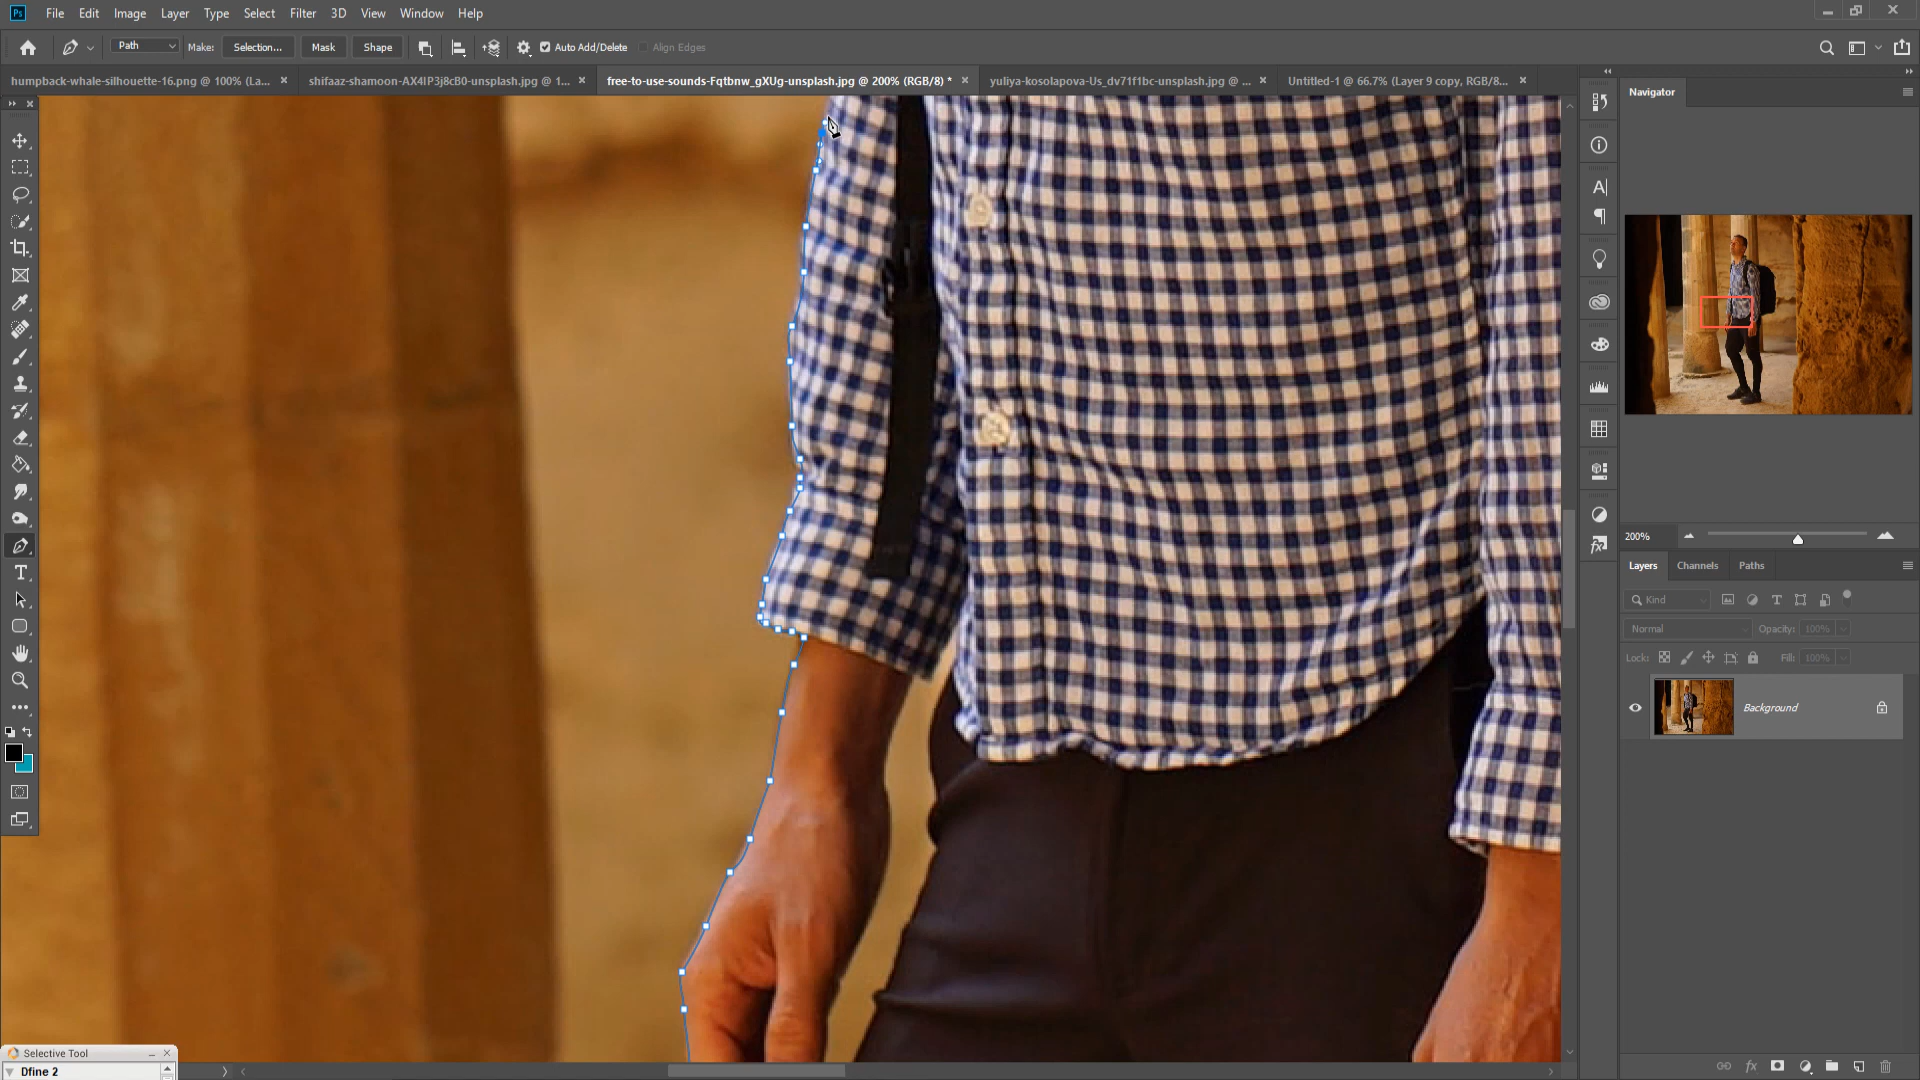 Ps File Edit Image Layer Type Select Filter 3D View Window Help
Path Make: Selection... Mask Shape Auto Add/Delete Align Edges
humpback-whale-silhouette-16.png @ 100% (La... shifaaz-shamoon-AX4IP3j8cB0-unsplash.jpg @ 1... free-to-use-sounds-Fqtbnw_gXUg-unsplash.jpg @ 200% (RGB/8) * yuliya-kosolapova-Us_dv71f1bc-unsplash.jpg @ ... Untitled-1 @ 66.7% (Layer 9 copy, RGB/8...
Navigator
200%
Layers Channels Paths
Kind
Normal Opacity: 100%
Lock: Fill: 100%
Background
Selective Tool
Dfine 2